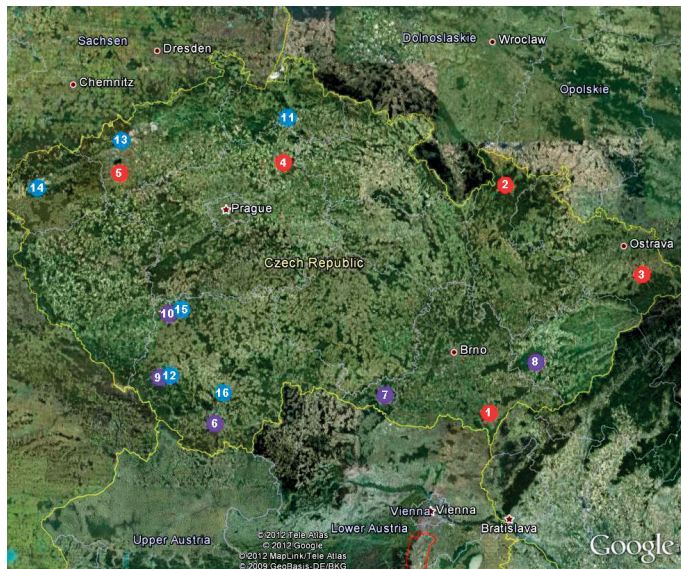 Sachsen
Dresden
Dolnoslaskie
Wroclaw
Chemnitz
Opolskie
11
13
4
5
2
14
Prague
Ostrava
Czech Republic
3
10
15
Brno
8
9
12
16
7
1
6
Vienna
Vienna
Bratislava
Lower Austria
Upper Austria
© 2012 Tele Atlas
© 2012 Google
© 2012 MapLink/Tele Atlas
© 2009 GeoBasis-DE/BKG
Google